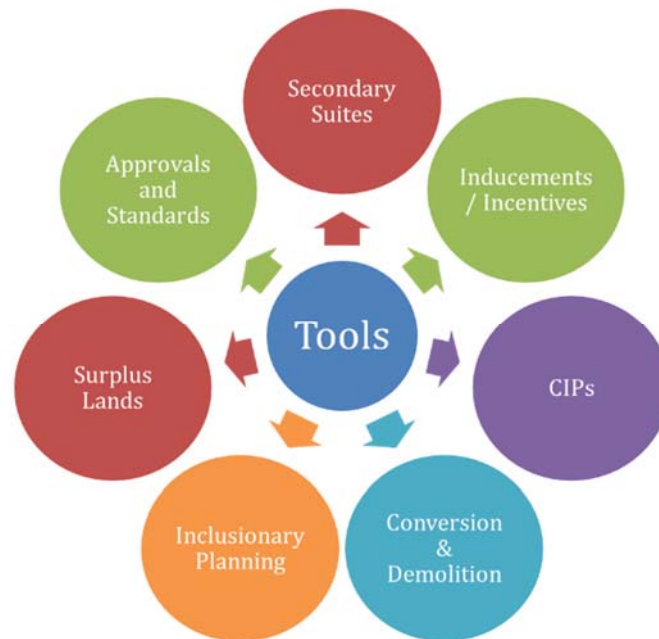 Secondary
Suites
Inducements
/ Incentives
CIPs
Conversion
&
Demolition
Inclusionary
Planning
Surplus
Lands
Approvals
and
Standards
Tools